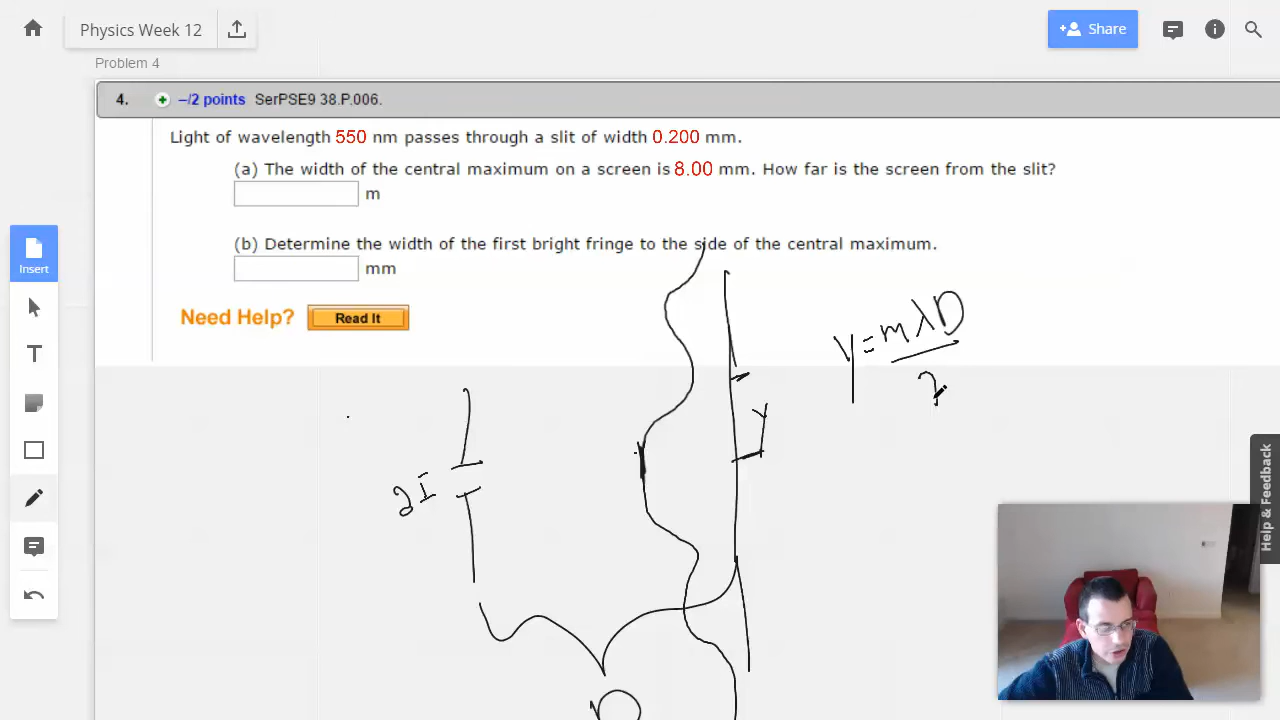 Physics Week 12
Share
Problem 4
4. –/2 points SerPSE9 38.P.006.
Light of wavelength 550 nm passes through a slit of width 0.200 mm.
(a) The width of the central maximum on a screen is 8.00 mm. How far is the screen from the slit?
m
(b) Determine the width of the first bright fringe to the side of the central maximum.
mm
Insert
T
Need Help? Read It
y = mλD
y
D
Help & Feedback